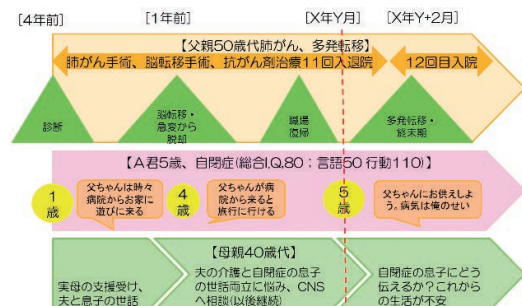 [4年前]
[1年前]
[X年Y月]
[X年Y+2月]
【父親50歳代肺がん、多発転移】
肺がん手術、脳転移手術、抗がん剤治療11回入退院
12回目入院
診断
脳転移・
急変から
脱却
職場
復帰
多発転移・
終末期
【A君5歳、自閉症(総合I.Q.80：言語50 行動110)】
1
歳
父ちゃんは時々
病院からお家に
遊びに来る
4
歳
父ちゃんが病
院から来ると
旅行に行ける
5
歳
父ちゃんにお供えし
よう。病気は俺のせい
【母親40歳代】
実母の支援受け、
夫と息子の世話
夫の介護と自閉症の息子
の世話両立に悩み、CNS
へ相談(以後継続)
自閉症の息子にどう
伝えるか？これから
の生活が不安